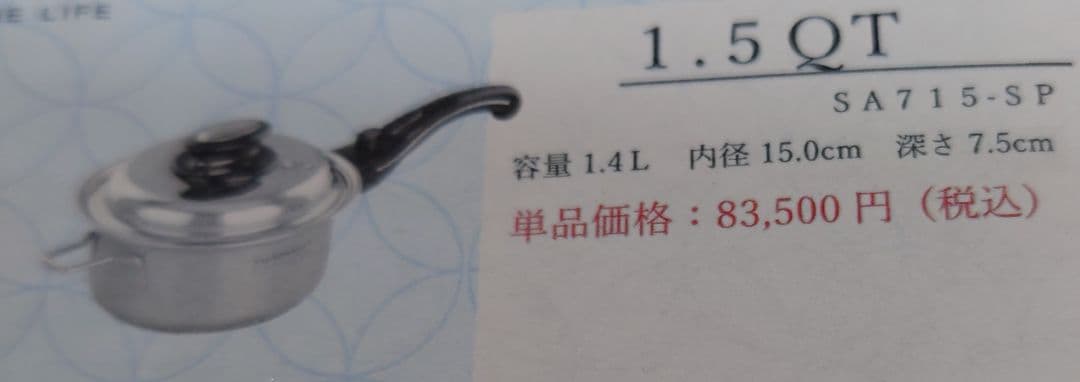 E LIFE
1.5QT
SA715-SP
容量 1.4L 内径 15.0cm 深さ 7.5cm
単品価格：83,500 円（税込）